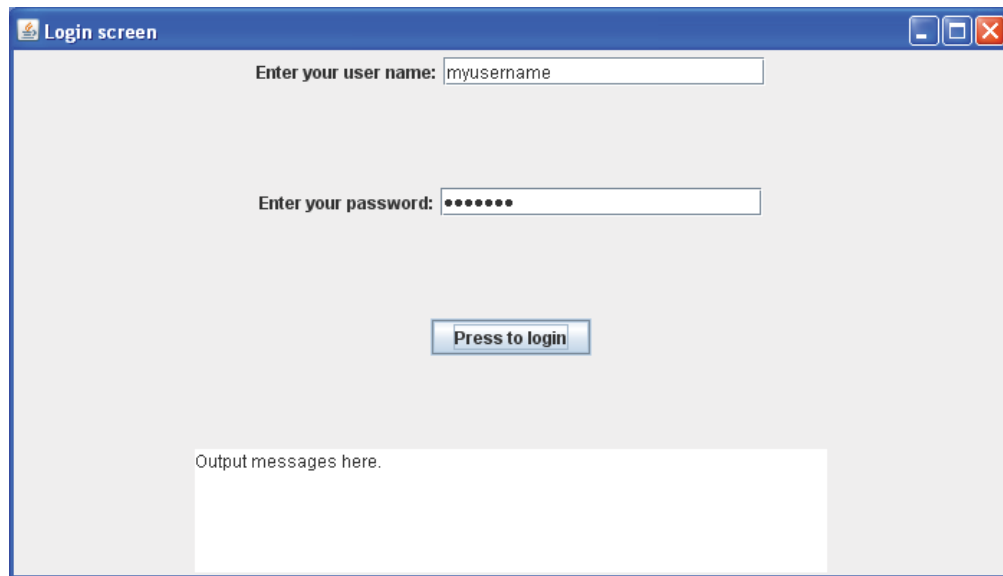 Login screen
Enter your user name: myusername
Enter your password: •••••••
Press to login
Output messages here.